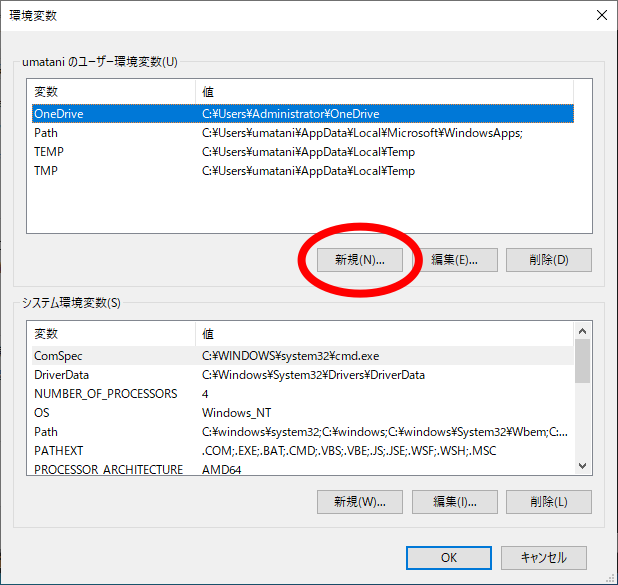 環境変数
umatani のユーザー環境変数(U)
変数 値
OneDrive C:¥Users¥Administrator¥OneDrive
Path C:¥Users¥umatani¥AppData¥Local¥Microsoft¥WindowsApps;
TEMP C:¥Users¥umatani¥AppData¥Local¥Temp
TMP C:¥Users¥umatani¥AppData¥Local¥Temp
新規(N)... 編集(E)... 削除(D)
システム環境変数(S)
変数 値
ComSpec C:¥WINDOWS¥system32¥cmd.exe
DriverData C:¥Windows¥System32¥Drivers¥DriverData
NUMBER_OF_PROCESSORS 4
OS Windows_NT
Path C:¥windows¥system32;C:¥windows;C:¥windows¥System32¥Wbem;C:...
PATHEXT .COM;.EXE;.BAT;.CMD;.VBS;.VBE;.JS;.JSE;.WSF;.WSH;.MSC
PROCESSOR_ARCHITECTURE AMD64
新規(W)... 編集(I)... 削除(L)
OK キャンセル